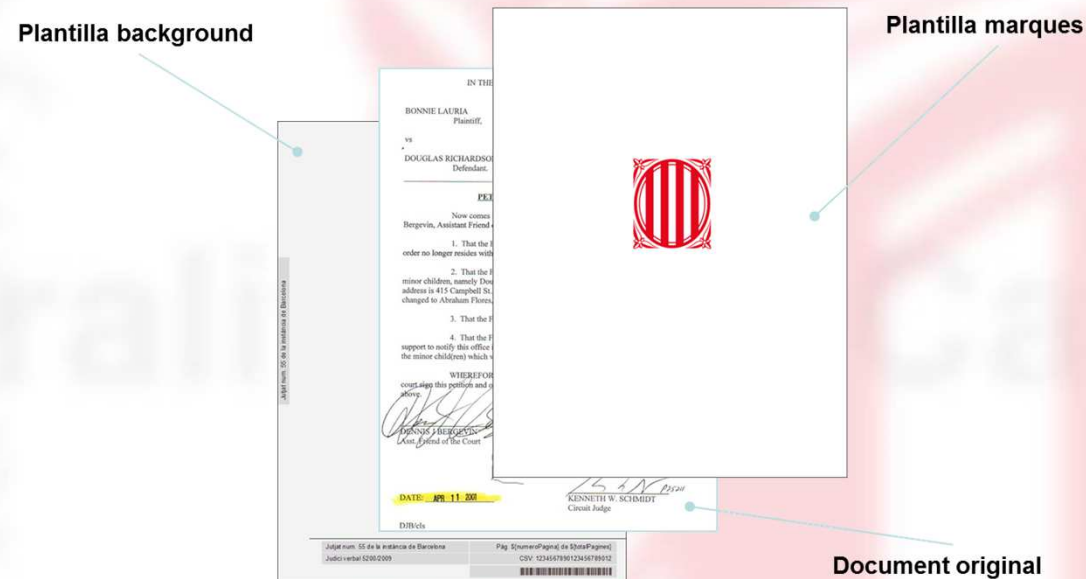 Plantilla background
Plantilla marques
IN THE
BONNIE LAURIA
Plaintiff,
vs
DOUGLAS RICHARDSO
Defendant.
PET
Now comes
Bergevin, Assistant Friend
1. That the
order no longer resides with
2. That the
minor children, namely Dou
address is 415 Campbell St.
changed to Abraham Flores,
3. That the F
4. That the F
support to notify this office
the minor child(ren) which
WHEREFOR
court sign this petition and
above.
DENNIS J BERGEVIN
Asst. Friend of the Court
DATE: APR 11 2001
KENNETH W. SCHMIDT
Circuit Judge
DJB/cls
Jutjat num. 55 de la instància de Barcelona
Jutjat num. 55 de la instància de Barcelona
Pàg. ${numeroPagina} de ${totalPagines}
Judici verbal 5200/2009
CSV: 1234567890123456789012
Document original